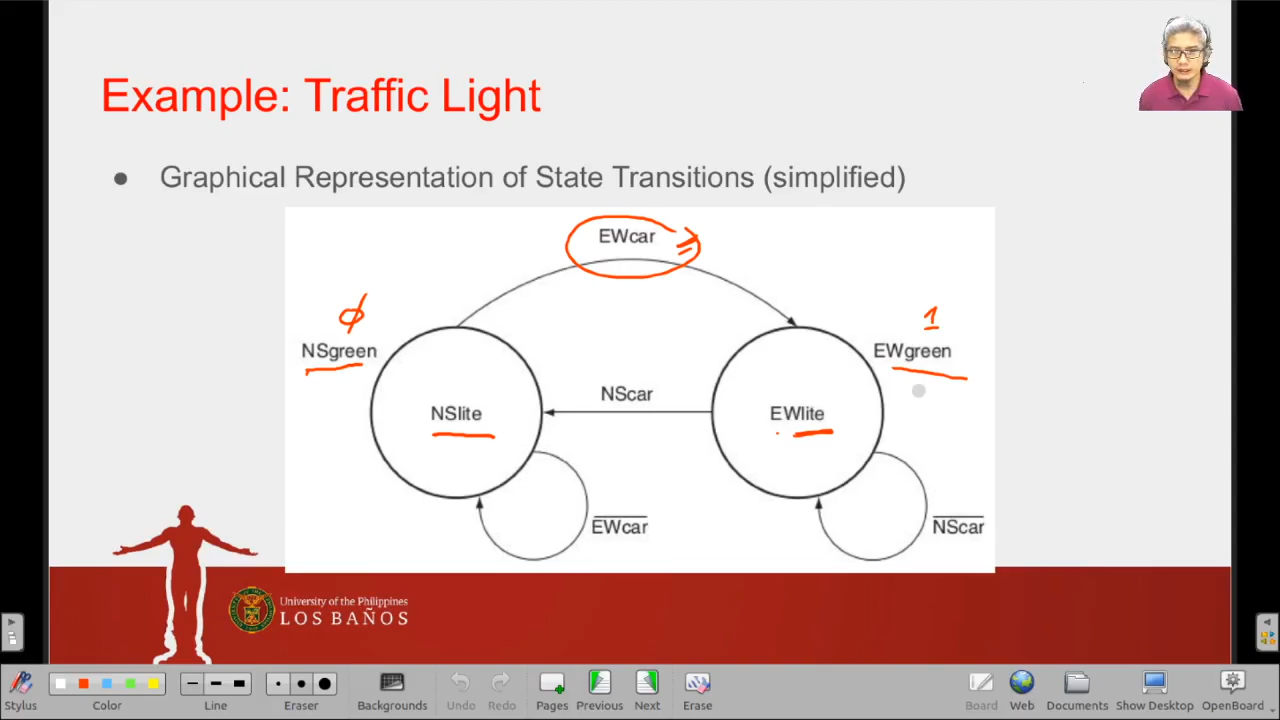 Example: Traffic Light
● Graphical Representation of State Transitions (simplified)
EWcar
0
1
NSgreen
EWgreen
NScar
NSlite
EWlite
E̅W̅c̅a̅r̅
N̅S̅c̅a̅r̅
University of the Philippines
LOS BAÑOS
Stylus
Color
Line
Eraser
Backgrounds
Undo
Redo
Pages
Previous
Next
Erase
Board
Web
Documents
Show Desktop
OpenBoard